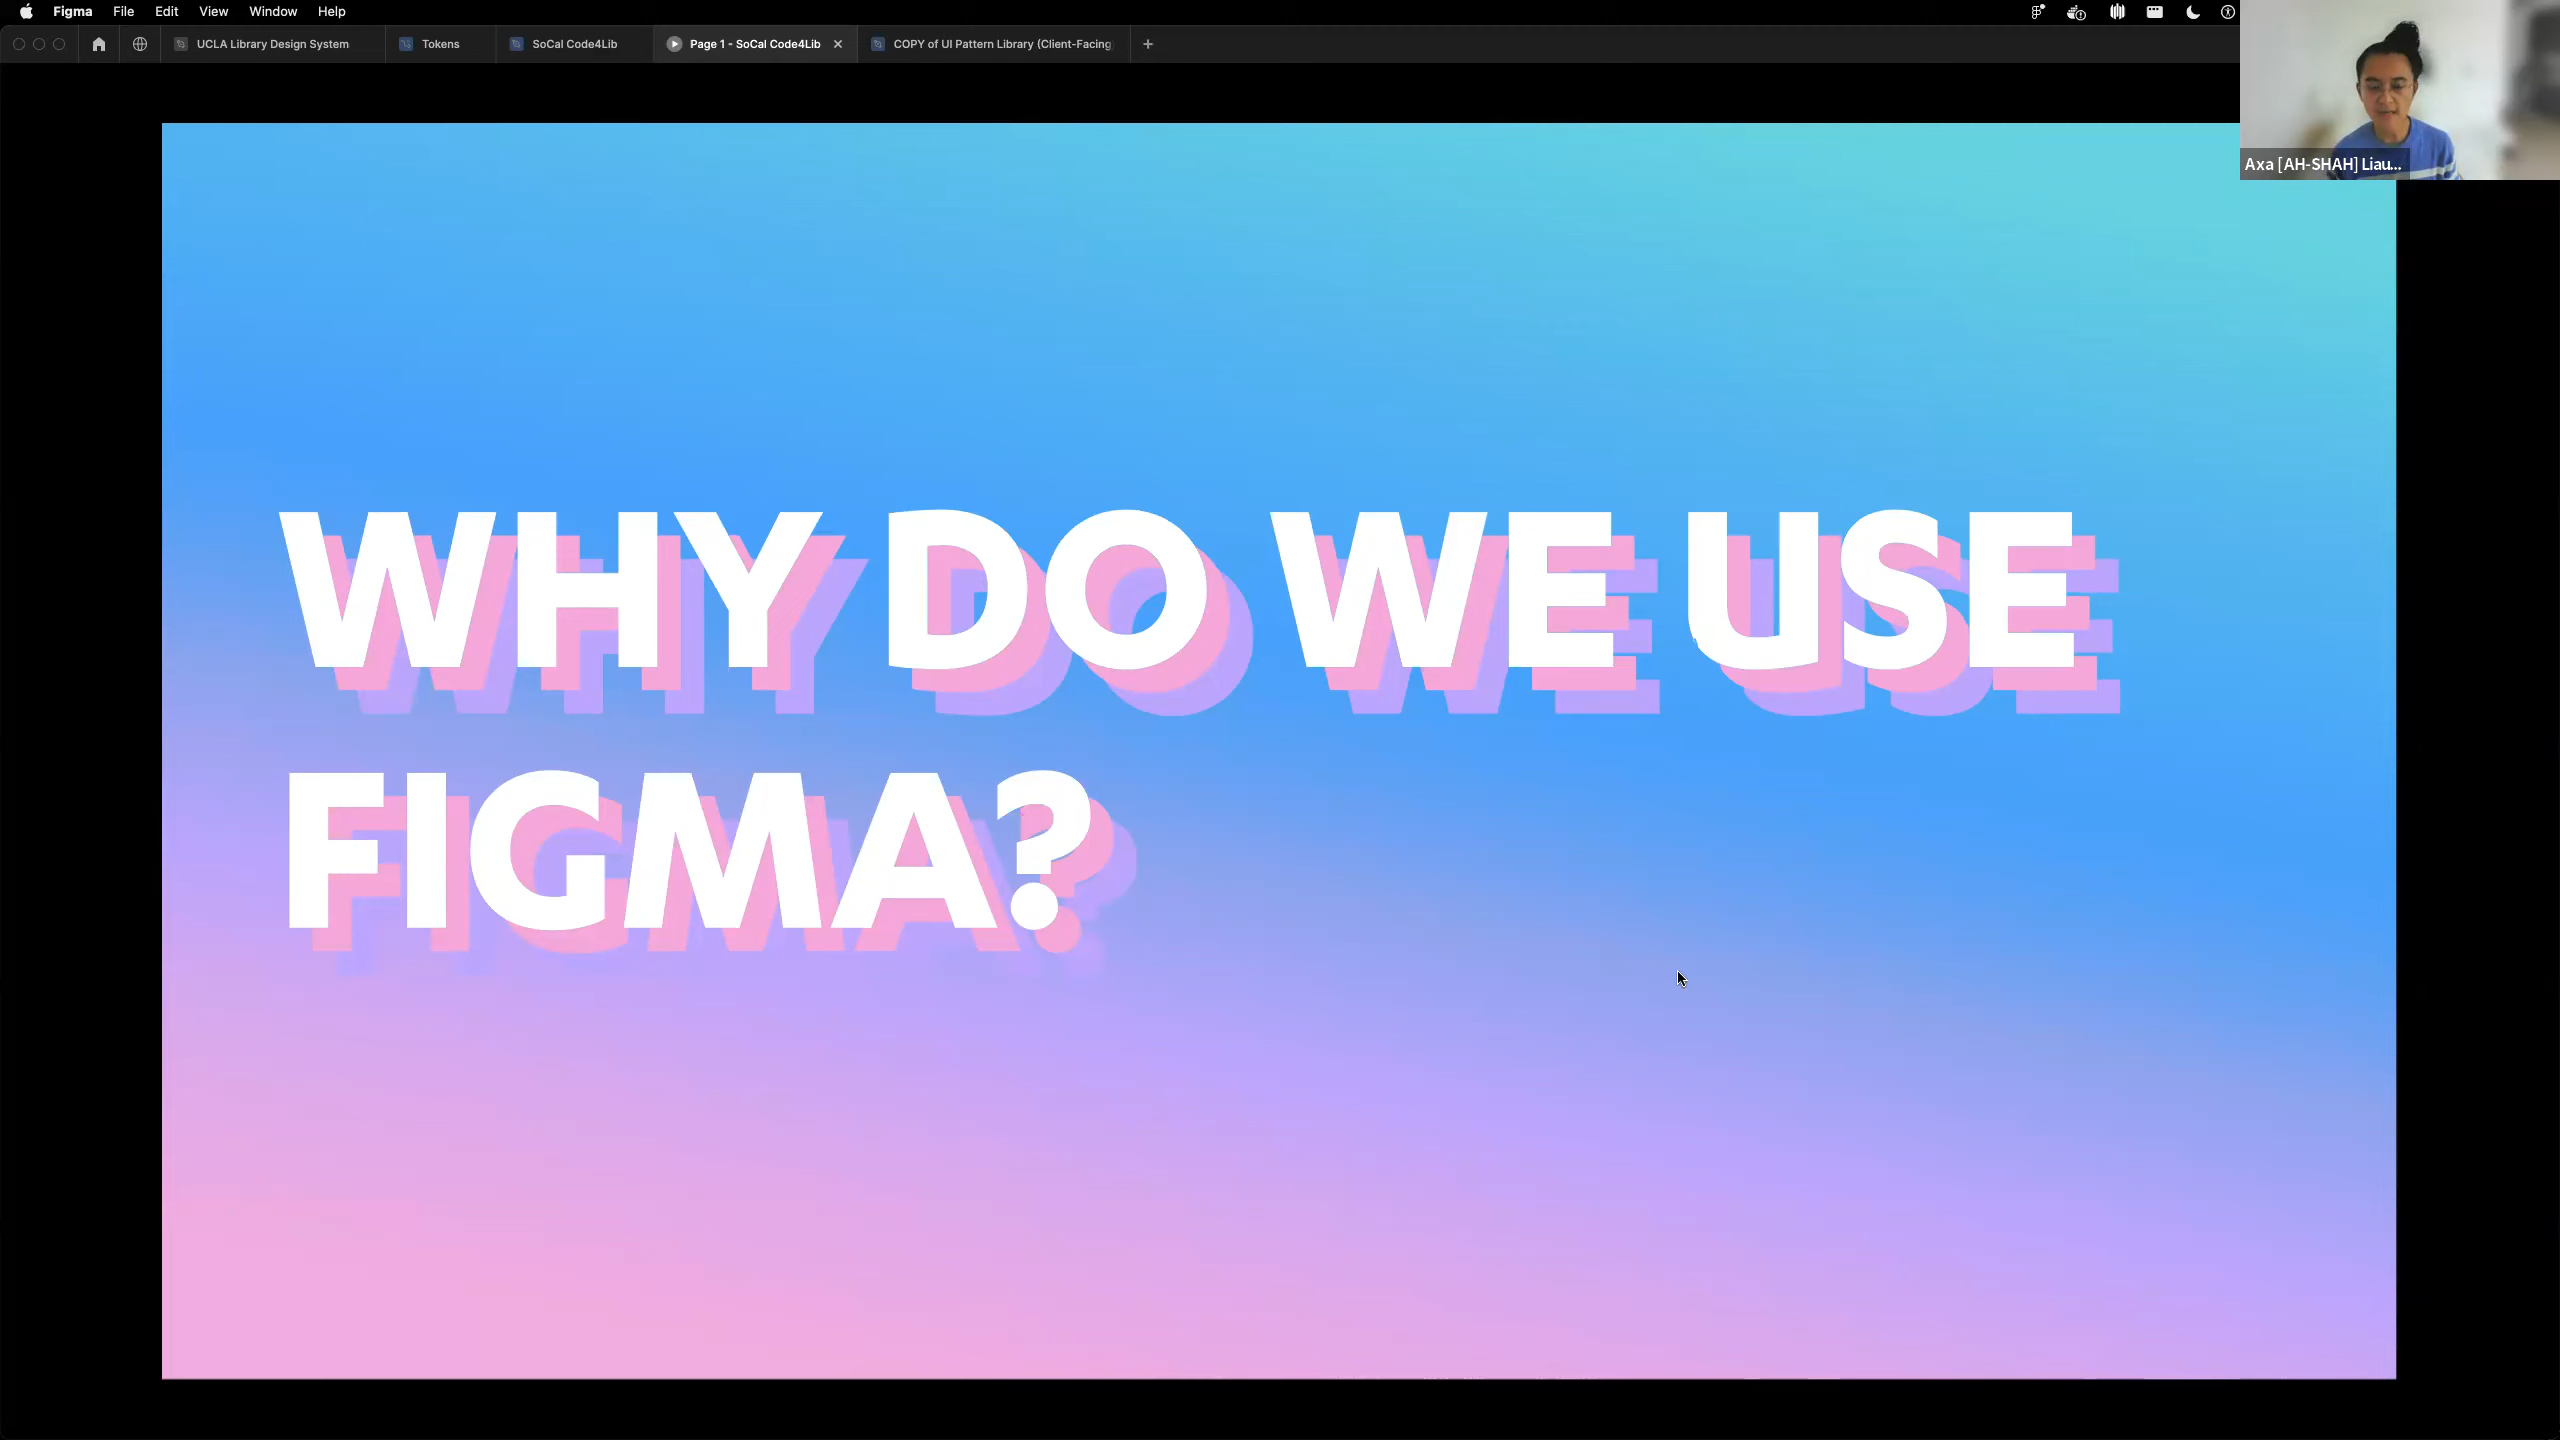 Figma File Edit View Window Help
UCLA Library Design System Tokens SoCal Code4Lib Page 1 - SoCal Code4Lib COPY of UI Pattern Library (Client-Facing
Axa [AH-SHAH] Liau...
WHY DO WE USE
FIGMA?